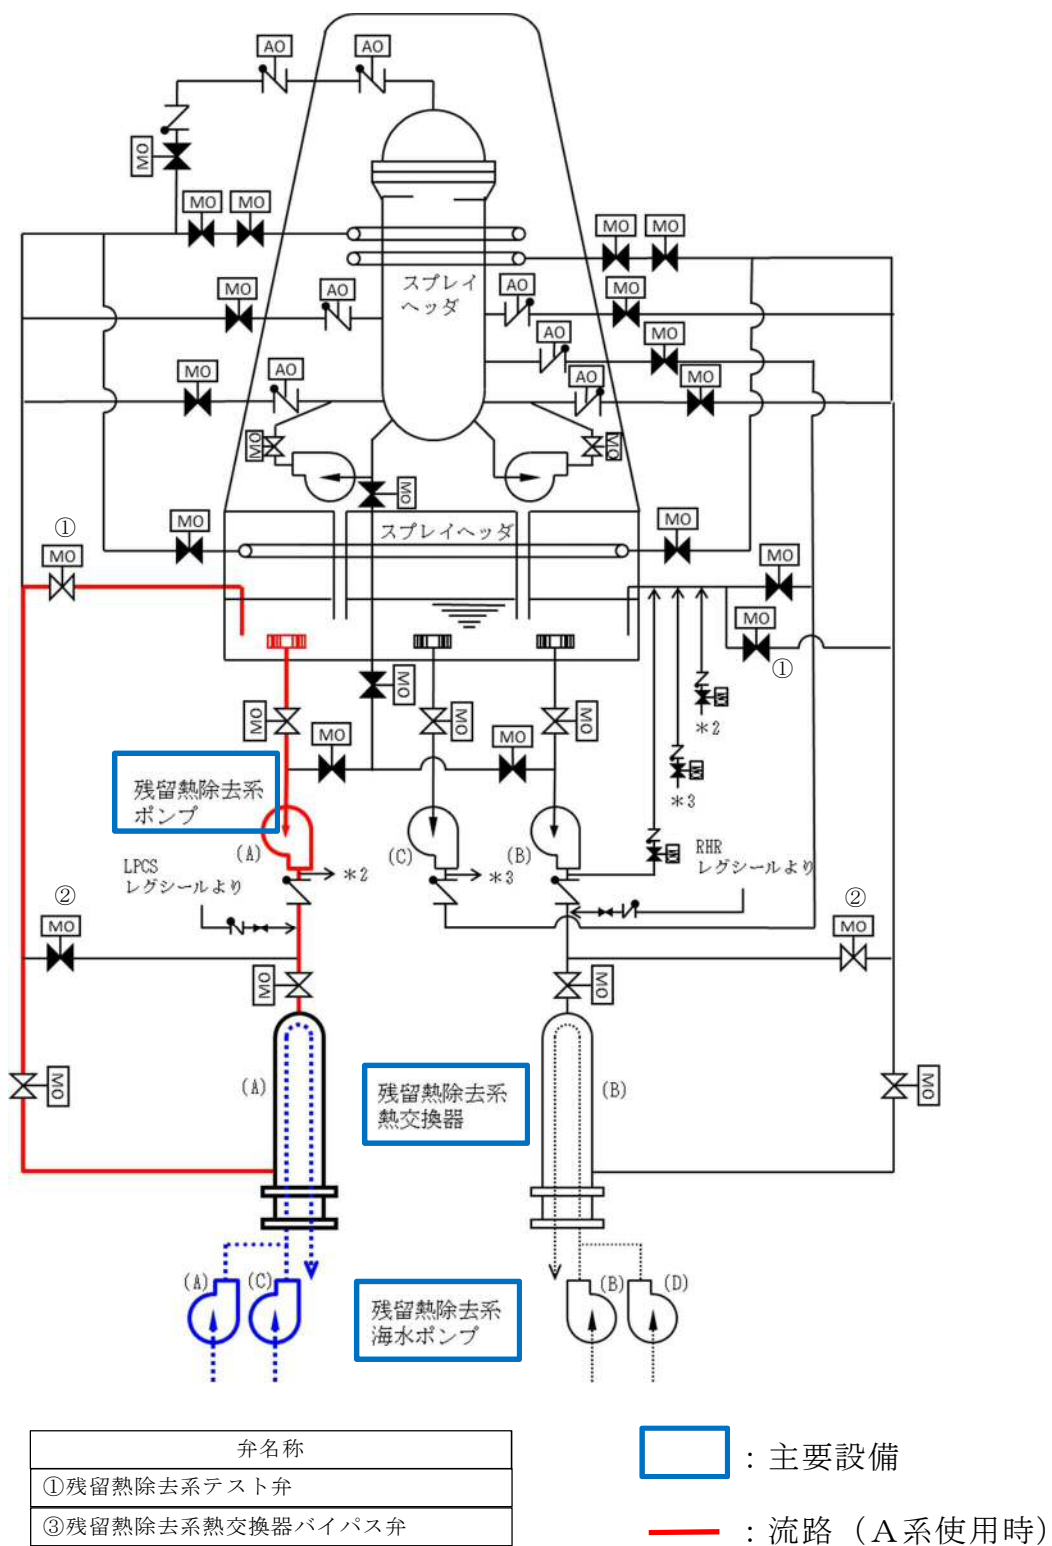 AO
AO
MO
MO
MO
MO
MO
スプレイ
ヘッダ
MO
AO
AO
MO
AO
MO
MO
AO
AO
MO
MO
MO
MO
スプレイヘッダ
①
MO
MO
MO
MO
MO
①
MO
MO
MO
MO
MO
MO
M
＊2
M
＊3
残留熱除去系
ポンプ
(A)
(C)
(B)
M
RHR
レグシールより
LPCS
レグシールより
＊2
＊3
②
MO
②
MO
MO
MO
MO
(A)
残留熱除去系
熱交換器
(B)
MO
(A)
(C)
残留熱除去系
海水ポンプ
(B)
(D)
弁名称
①残留熱除去系テスト弁
③残留熱除去系熱交換器バイパス弁
：主要設備
：流路（A系使用時）